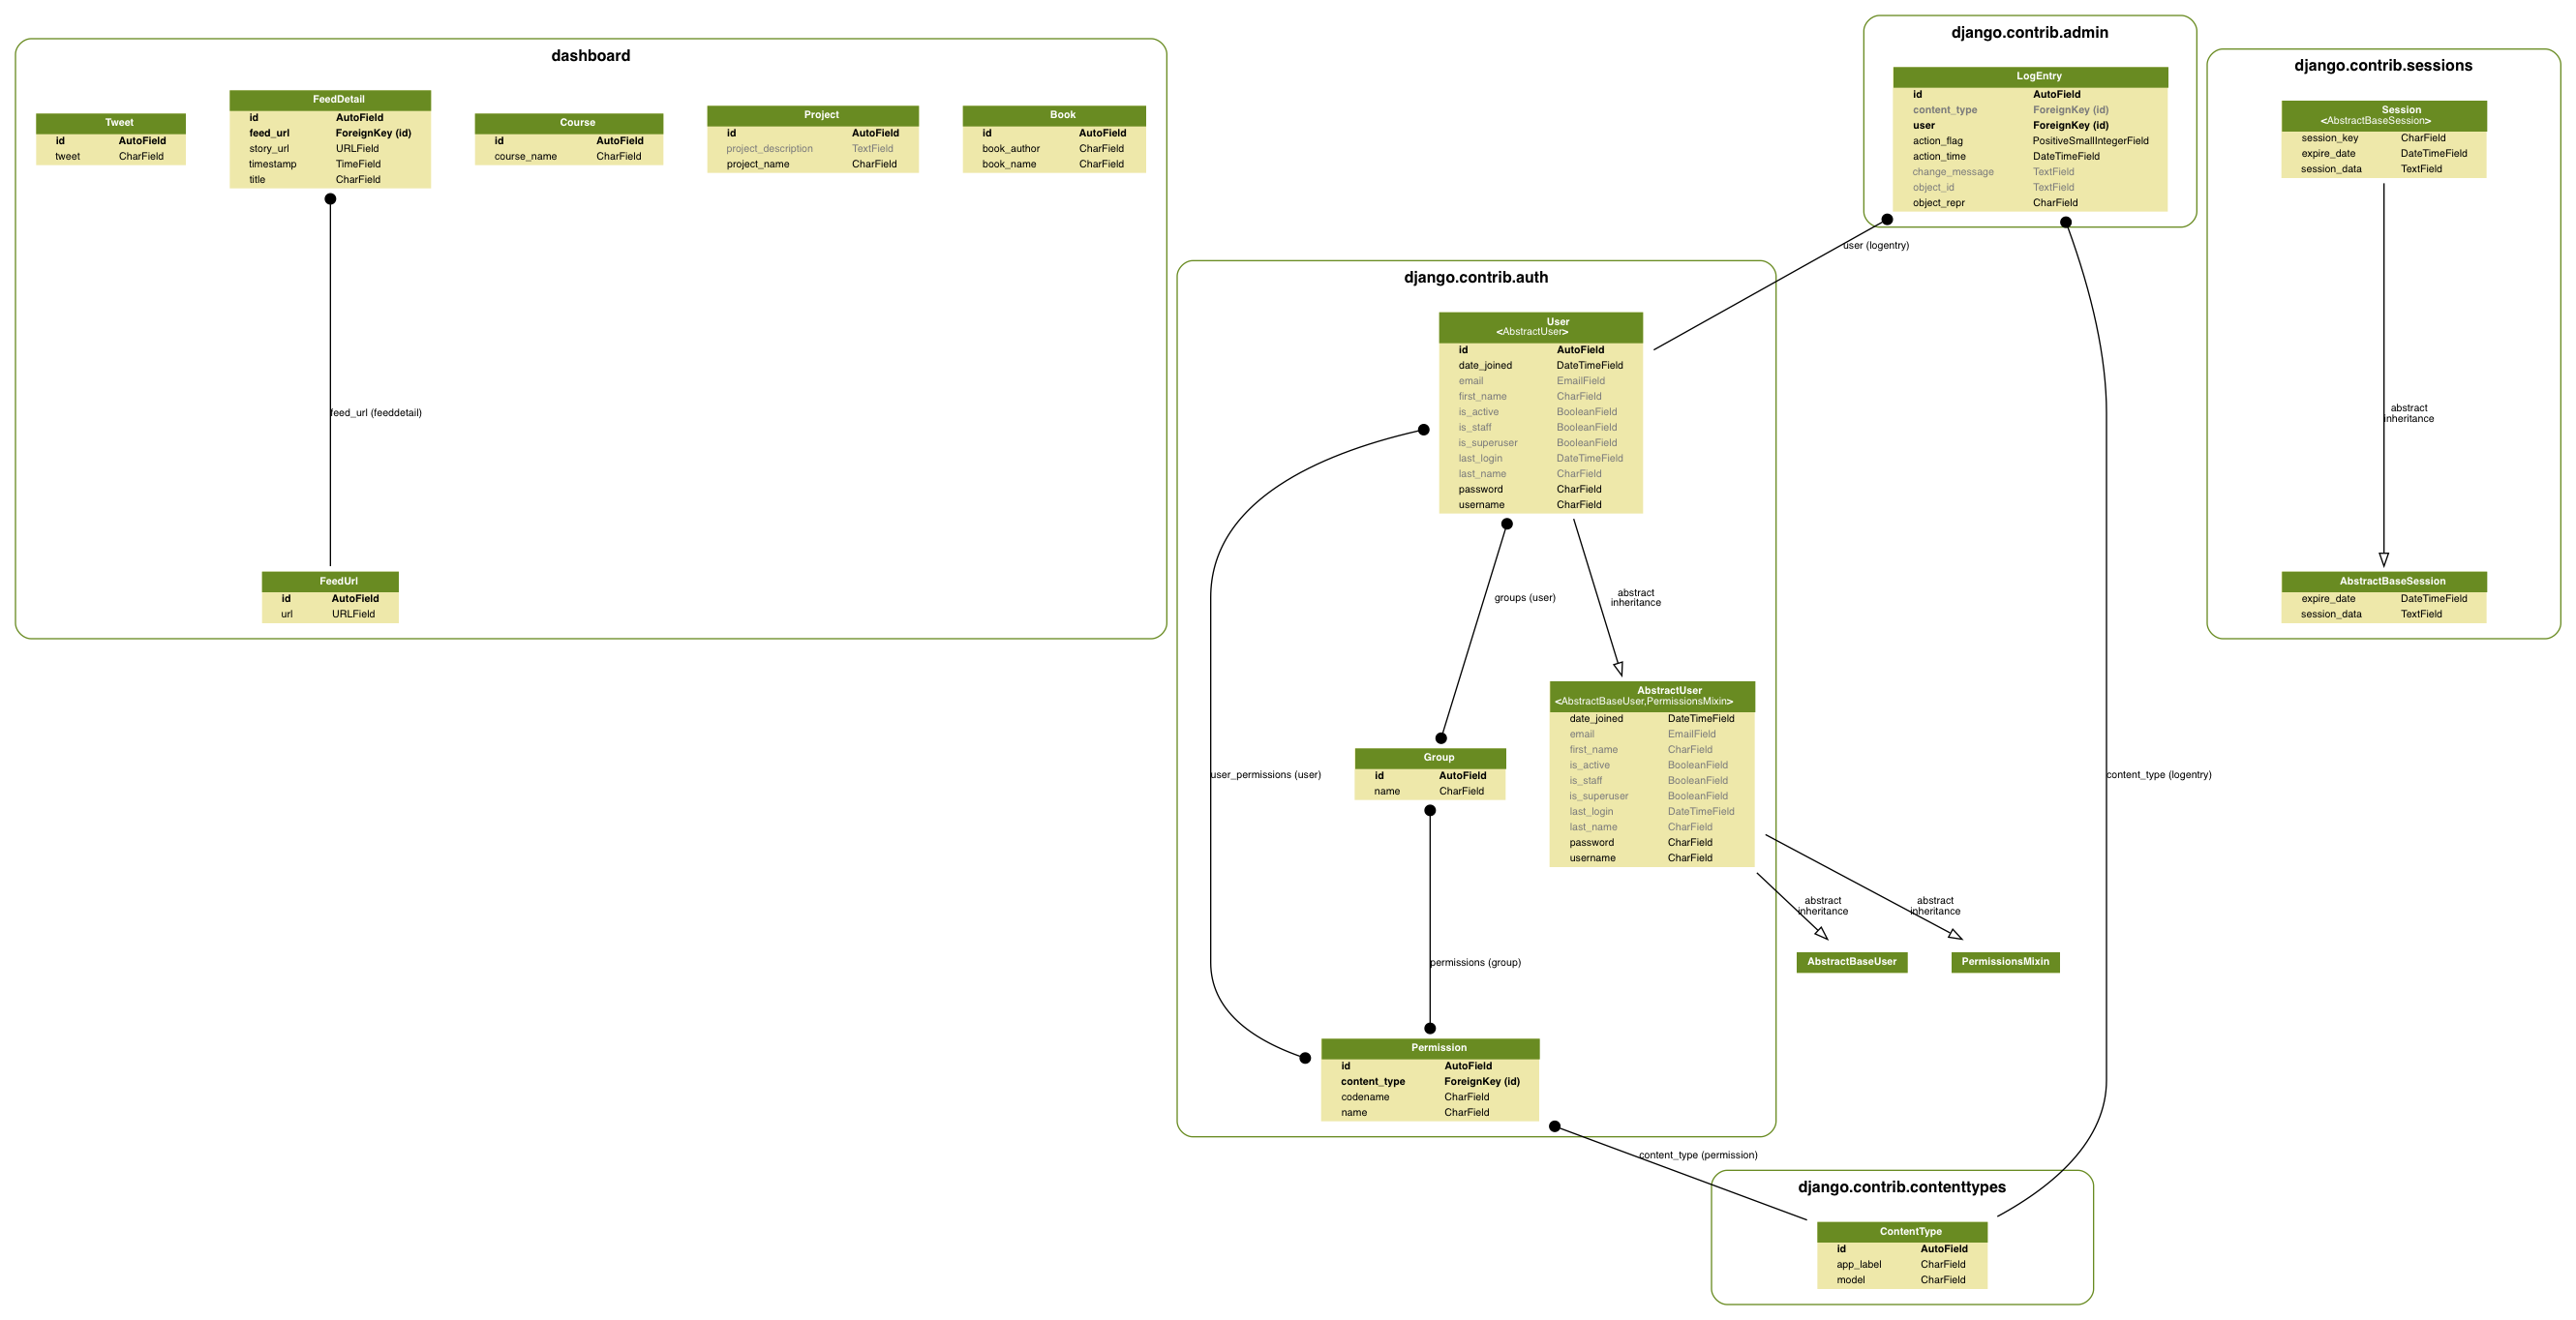 dashboard
Tweet
id AutoField
tweet CharField
FeedDetail
id AutoField
feed_url ForeignKey (id)
story_url URLField
timestamp TimeField
title CharField
Course
id AutoField
course_name CharField
Project
id AutoField
project_description TextField
project_name CharField
Book
id AutoField
book_author CharField
book_name CharField
feed_url (feeddetail)
FeedUrl
id AutoField
url URLField
django.contrib.admin
LogEntry
id AutoField
content_type ForeignKey (id)
user ForeignKey (id)
action_flag PositiveSmallIntegerField
action_time DateTimeField
change_message TextField
object_id TextField
object_repr CharField
user (logentry)
django.contrib.sessions
Session
<AbstractBaseSession>
session_key CharField
expire_date DateTimeField
session_data TextField
abstract
inheritance
AbstractBaseSession
expire_date DateTimeField
session_data TextField
django.contrib.auth
User
<AbstractUser>
id AutoField
date_joined DateTimeField
email EmailField
first_name CharField
is_active BooleanField
is_staff BooleanField
is_superuser BooleanField
last_login DateTimeField
last_name CharField
password CharField
username CharField
groups (user)
abstract
inheritance
AbstractUser
<AbstractBaseUser,PermissionsMixin>
date_joined DateTimeField
email EmailField
first_name CharField
is_active BooleanField
is_staff BooleanField
is_superuser BooleanField
last_login DateTimeField
last_name CharField
password CharField
username CharField
Group
id AutoField
name CharField
user_permissions (user)
content_type (logentry)
abstract
inheritance
abstract
inheritance
AbstractBaseUser
PermissionsMixin
permissions (group)
Permission
id AutoField
content_type ForeignKey (id)
codename CharField
name CharField
content_type (permission)
django.contrib.contenttypes
ContentType
id AutoField
app_label CharField
model CharField